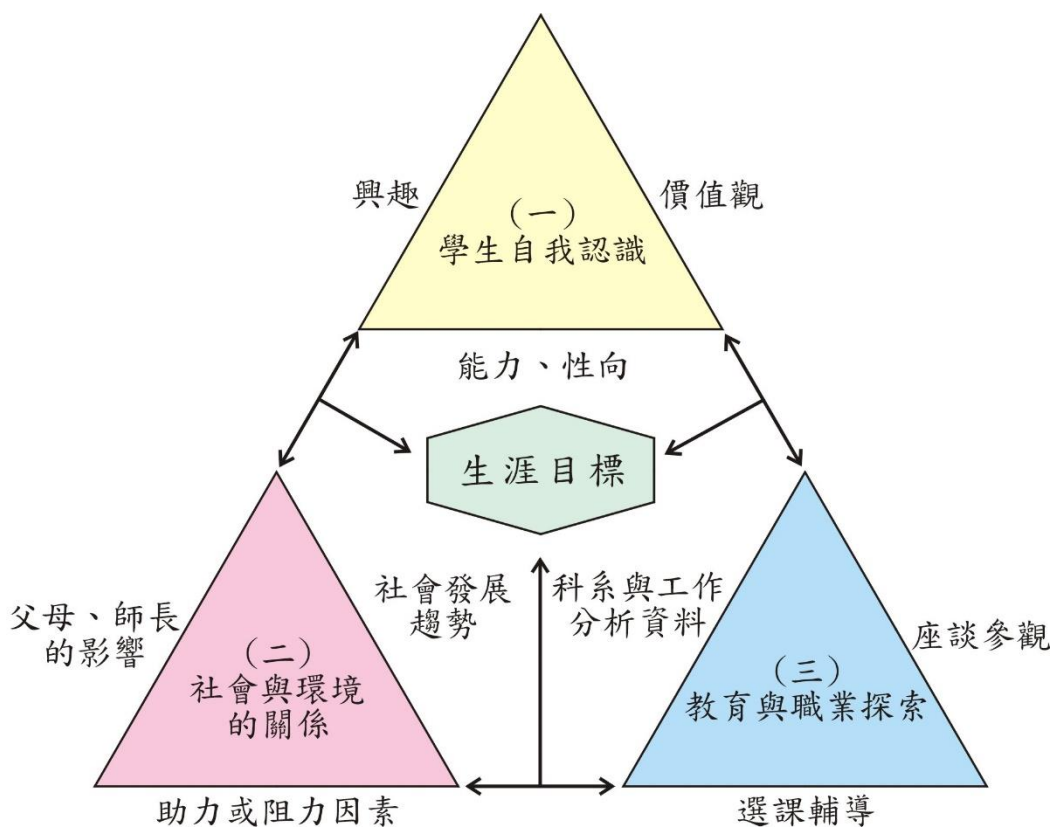 興趣
價值觀
（一）
學生自我認識
能力、性向
生涯目標
父母、師長
的影響
（二）
社會與環境
的關係
社會發展
趨勢
助力或阻力因素
科系與工作
分析資料
（三）
教育與職業探索
座談參觀
選課輔導